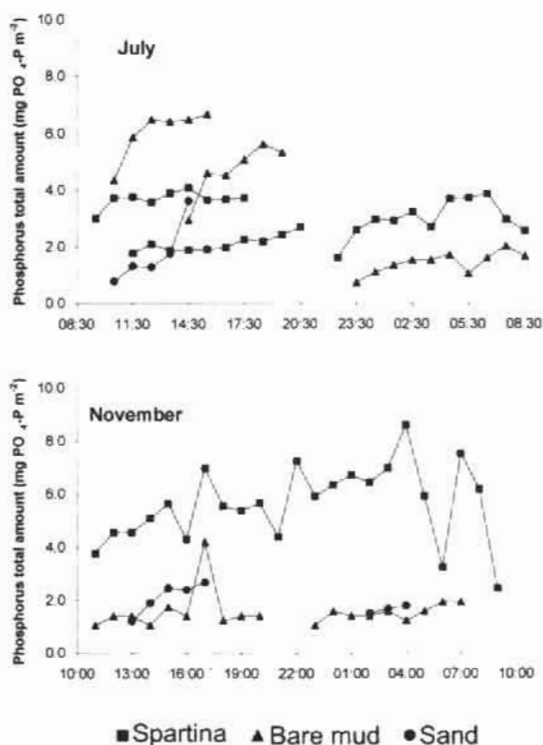 Phosphorus total amount (mg PO 4-P m-2)
July
10.0
8.0
6.0
4.0
2.0
0.0
08:30 11:30 14:30 17:30 20:30 23:30 02:30 05:30 08:30
Phosphorus total amount (mg PO 4-P m-2)
November
10.0
8.0
6.0
4.0
2.0
0.0
10:00 13:00 16:00 19:00 22:00 01:00 04:00 07:00 10:00
Spartina Bare mud Sand